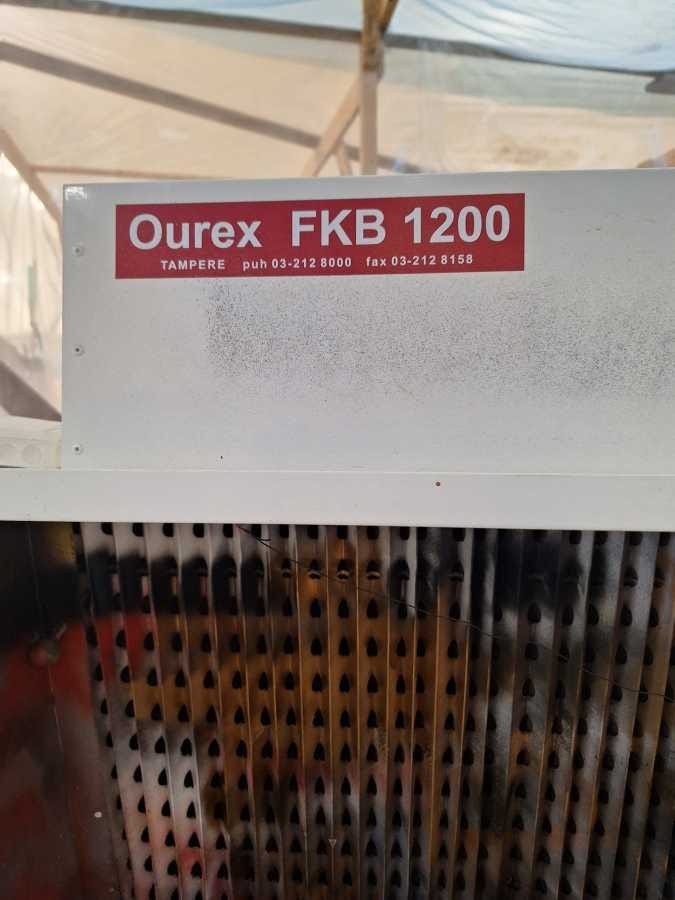 Ourex FKB 1200
TAMPERE puh 03-212 8000 fax 03-212 8158